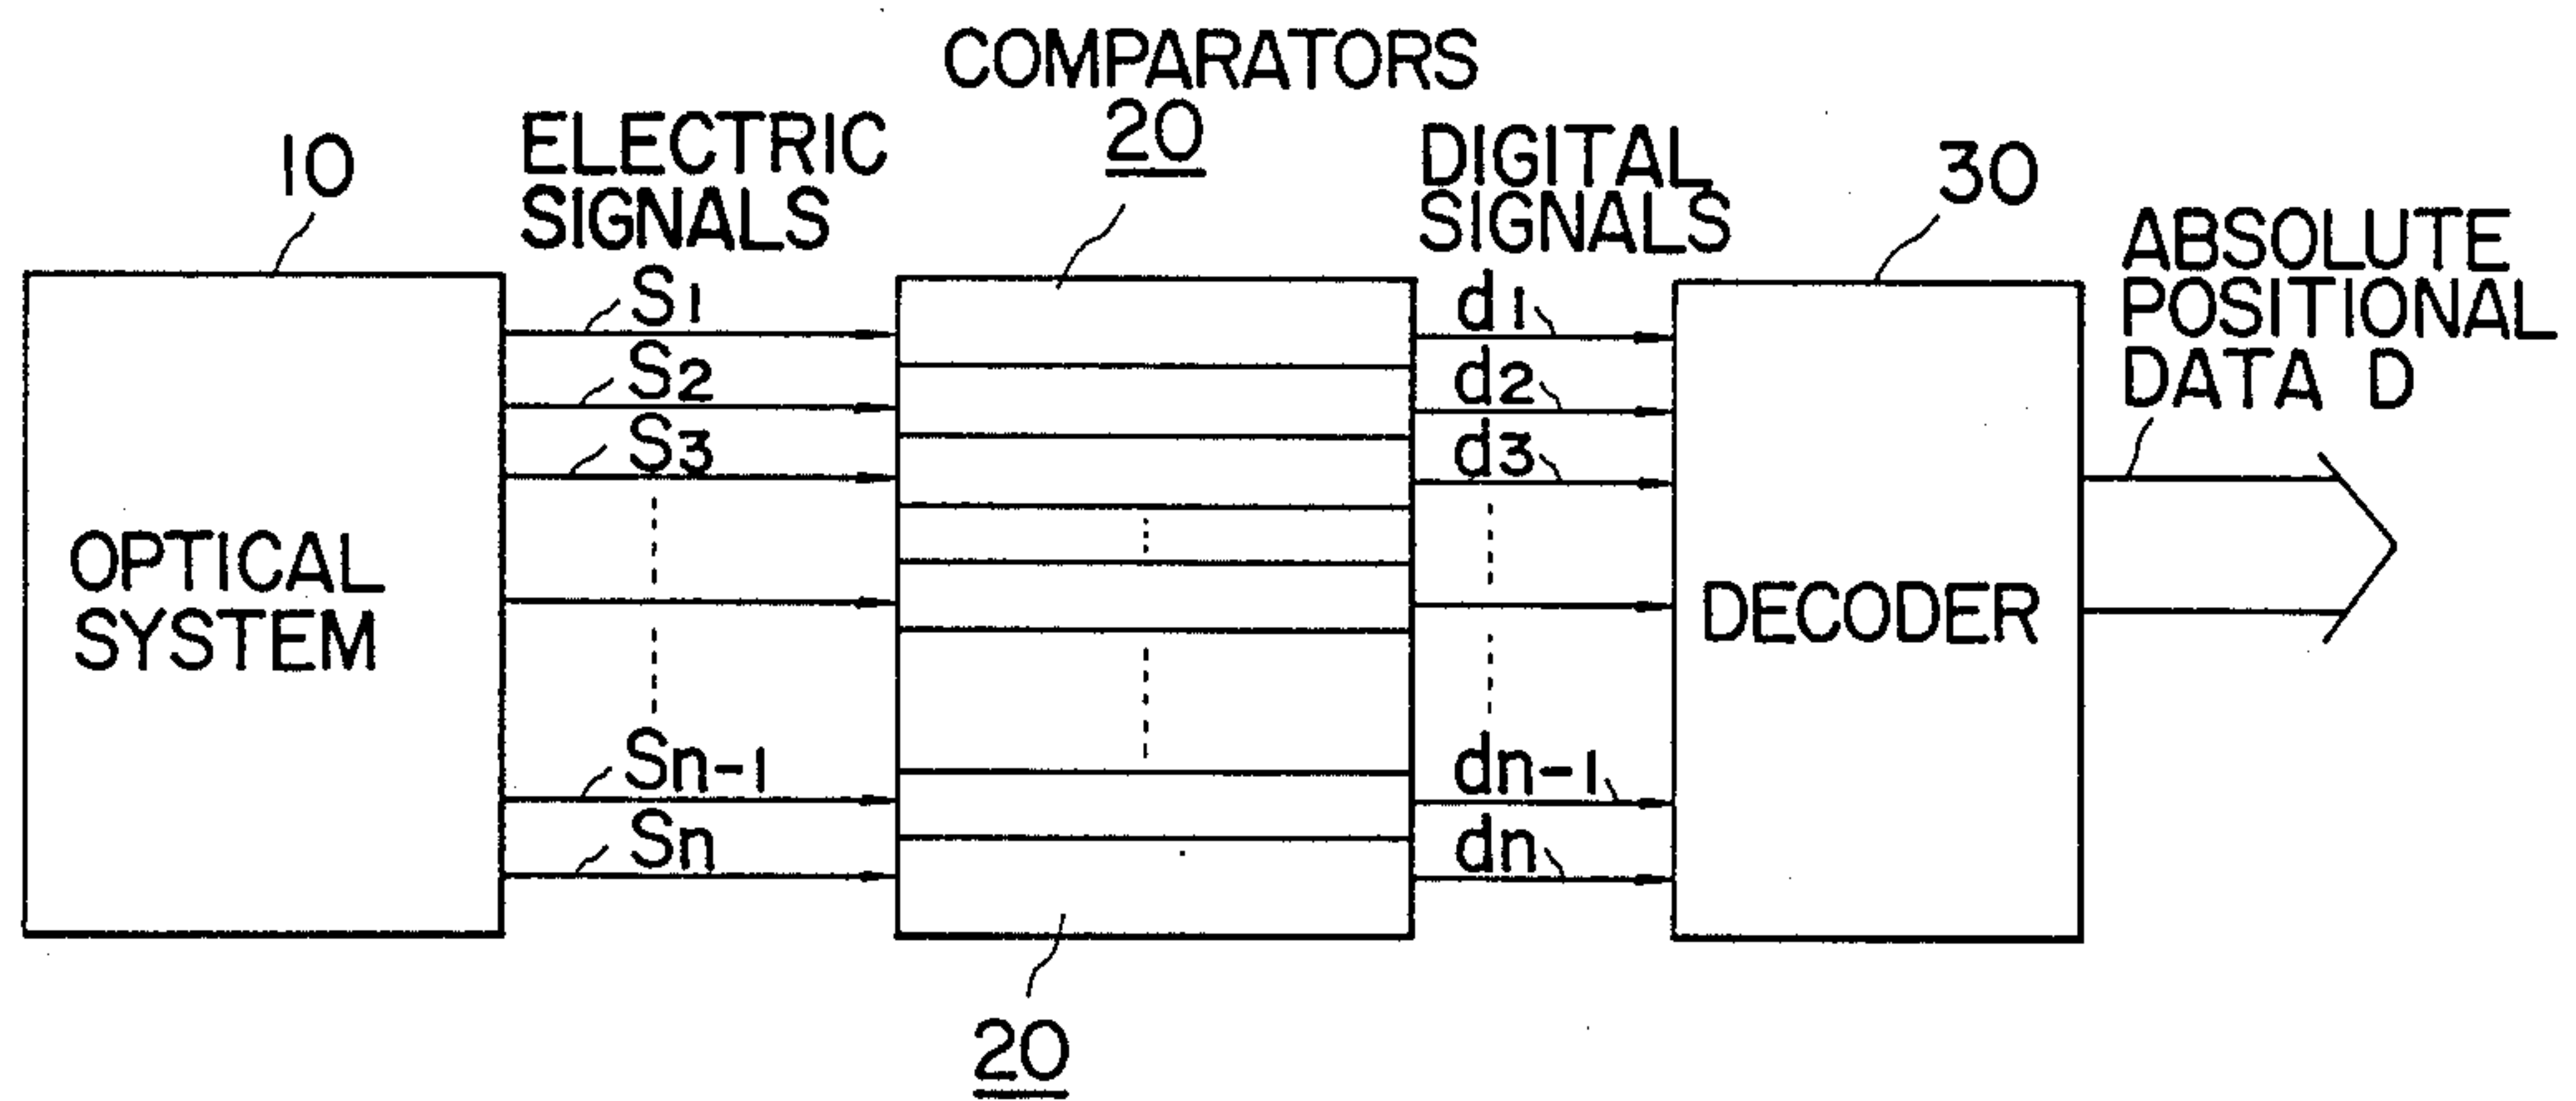 COMPARATORS
20
10
ELECTRIC
SIGNALS
DIGITAL
SIGNALS
30
ABSOLUTE
POSITIONAL
DATA D
S1
S2
S3
Sn-1
Sn
d1
d2
d3
dn-1
dn
OPTICAL
SYSTEM
DECODER
20